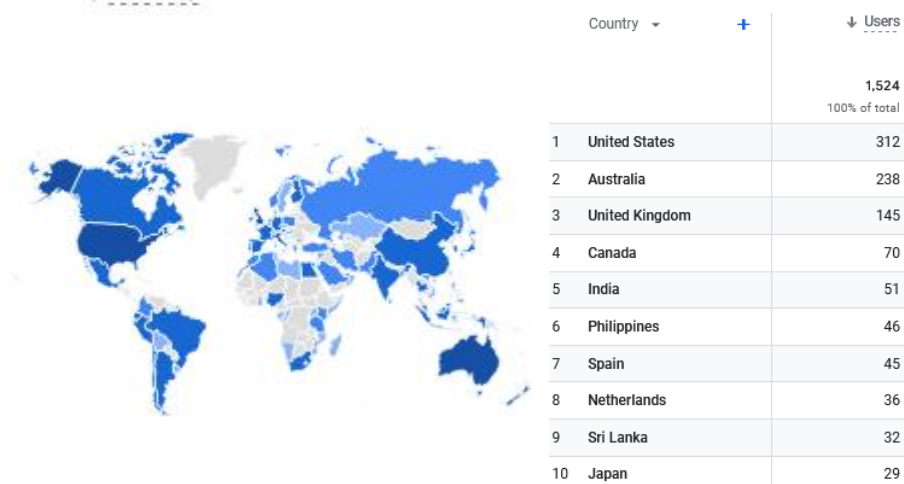 Country
+
Users
1,524
100% of total
1 United States 312
2 Australia 238
3 United Kingdom 145
4 Canada 70
5 India 51
6 Philippines 46
7 Spain 45
8 Netherlands 36
9 Sri Lanka 32
10 Japan 29